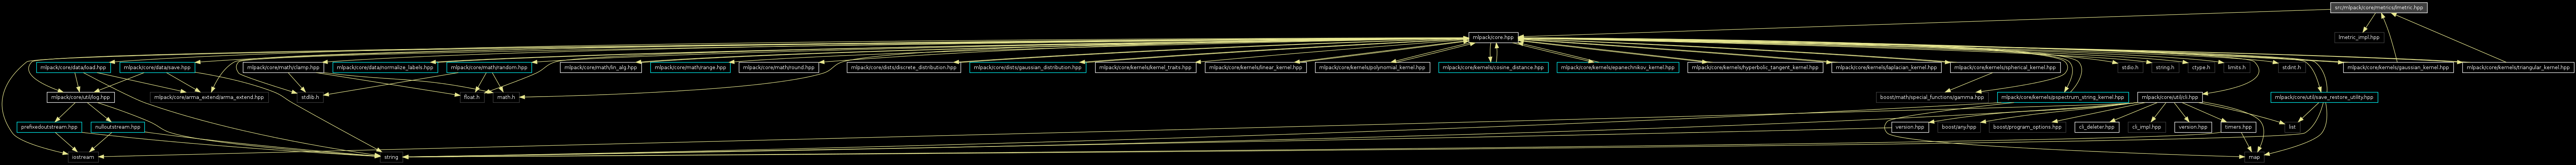 src/mlpack/core/metrics/lmetric.hpp
mlpack/core.hpp
lmetric_impl.hpp
mlpack/core/data/load.hpp
mlpack/core/data/save.hpp
mlpack/core/math/clamp.hpp
mlpack/core/data/normalize_labels.hpp
mlpack/core/math/random.hpp
mlpack/core/math/lin_alg.hpp
mlpack/core/math/range.hpp
mlpack/core/math/round.hpp
mlpack/core/dists/discrete_distribution.hpp
mlpack/core/dists/gaussian_distribution.hpp
mlpack/core/kernels/kernel_traits.hpp
mlpack/core/kernels/linear_kernel.hpp
mlpack/core/kernels/polynomial_kernel.hpp
mlpack/core/kernels/cosine_distance.hpp
mlpack/core/kernels/epanechnikov_kernel.hpp
mlpack/core/kernels/hyperbolic_tangent_kernel.hpp
mlpack/core/kernels/laplacian_kernel.hpp
mlpack/core/kernels/spherical_kernel.hpp
stdio.h
string.h
ctype.h
limits.h
stdint.h
mlpack/core/kernels/gaussian_kernel.hpp
mlpack/core/kernels/triangular_kernel.hpp
mlpack/core/util/log.hpp
mlpack/core/arma_extend/arma_extend.hpp
stdlib.h
float.h
math.h
boost/math/special_functions/gamma.hpp
mlpack/core/kernels/pspectrum_string_kernel.hpp
mlpack/core/util/cli.hpp
mlpack/core/util/save_restore_utility.hpp
prefixedoutstream.hpp
nulloutstream.hpp
version.hpp
boost/any.hpp
boost/program_options.hpp
cli_deleter.hpp
cli_impl.hpp
version.hpp
timers.hpp
list
iostream
string
map